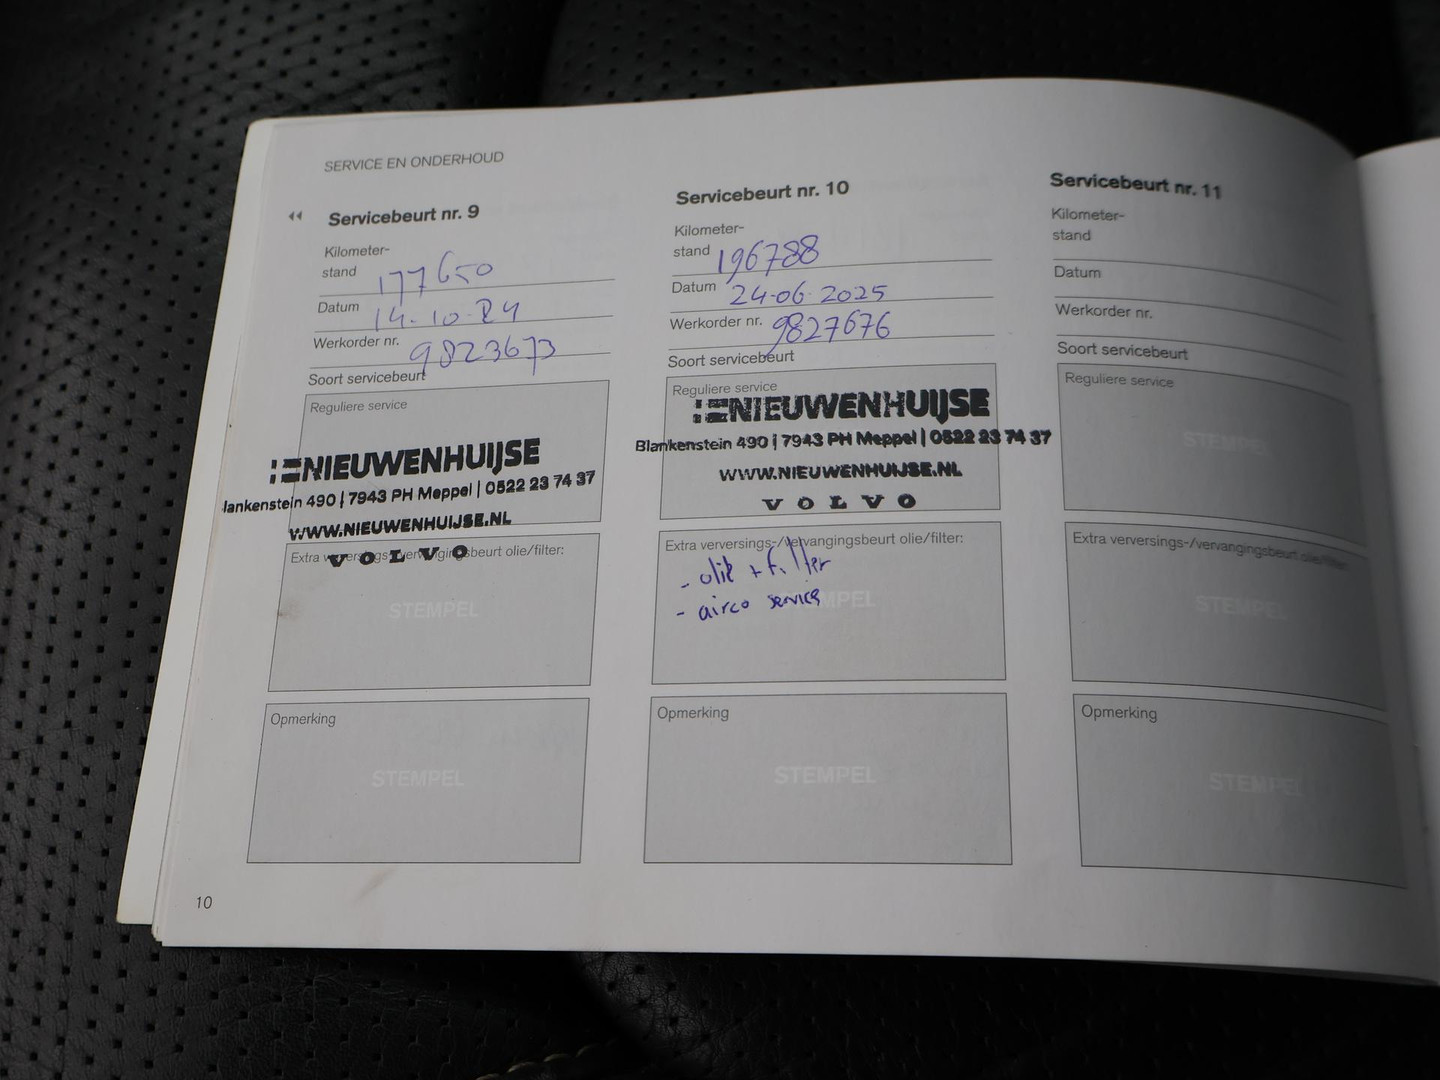 SERVICE EN ONDERHOUD
Servicebeurt nr. 9
Kilometer-
stand 177650
Datum 14-10-24
Werkorder nr. 9823673
Soort servicebeurt
Reguliere service
NIEUWENHUIJSE
lankenstein 490 | 7943 PH Meppel | 0522 23 74 37
WWW.NIEUWENHUIJSE.NL
VOLVO
Extra verversings-/vervangingsbeurt olie/filter:
STEMPEL
Opmerking
STEMPEL
10
Servicebeurt nr. 10
Kilometer-
stand 196788
Datum 24-06-2025
Werkorder nr. 9827676
Soort servicebeurt
Reguliere service
NIEUWENHUIJSE
Blankenstein 490 | 7943 PH Meppel | 0522 23 74 37
WWW.NIEUWENHUIJSE.NL
VOLVO
Extra verversings-/vervangingsbeurt olie/filter:
- olie + filter
- airco service
STEMPEL
Opmerking
STEMPEL
Servicebeurt nr. 11
Kilometer-
stand
Datum
Werkorder nr.
Soort servicebeurt
Reguliere service
STEMPEL
Extra verversings-/vervangingsbeurt olie/filter:
STEMPEL
Opmerking
STEMPEL